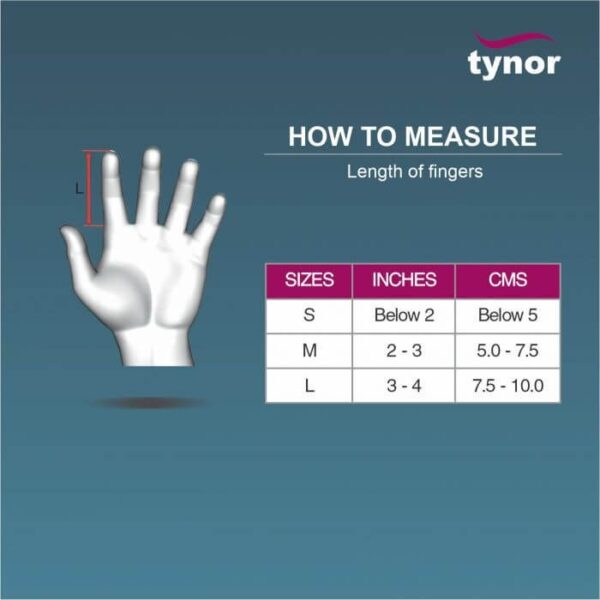 tynor
HOW TO MEASURE
Length of fingers
L
SIZES INCHES CMS
S Below 2 Below 5
M 2 - 3 5.0 - 7.5
L 3 - 4 7.5 - 10.0